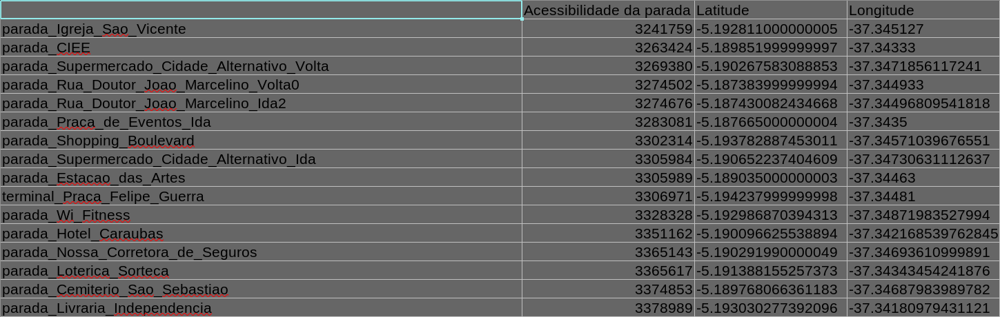 Acessibilidade da parada Latitude Longitude
parada_Igreja_Sao_Vicente 3241759 -5.192811000000005 -37.345127
parada_CIEE 3263424 -5.189851999999997 -37.34333
parada_Supermercado_Cidade_Alternativo_Volta 3269380 -5.190267583088853 -37.3471856117241
parada_Rua_Doutor_Joao_Marcelino_Volta0 3274502 -5.187383999999994 -37.344933
parada_Rua_Doutor_Joao_Marcelino_Ida2 3274676 -5.187430082434668 -37.34496809541818
parada_Praca_de_Eventos_Ida 3283081 -5.187665000000004 -37.3435
parada_Shopping_Boulevard 3302314 -5.193782887453011 -37.34571039676551
parada_Supermercado_Cidade_Alternativo_Ida 3305984 -5.190652237404609 -37.34730631112637
parada_Estacao_das_Artes 3305989 -5.189035000000003 -37.34463
terminal_Praca_Felipe_Guerra 3306971 -5.194237999999998 -37.34481
parada_Wi_Fitness 3328328 -5.192986870394313 -37.34871983527994
parada_Hotel_Caraubas 3351162 -5.190096625538894 -37.342168539762845
parada_Nossa_Corretora_de_Seguros 3365143 -5.190291990000049 -37.34693610999891
parada_Loterica_Sorteca 3365617 -5.191388155257373 -37.34343454241876
parada_Cemiterio_Sao_Sebastiao 3374853 -5.189768066361183 -37.34687983989782
parada_Livraria_Independencia 3378989 -5.193030277392096 -37.34180979431121